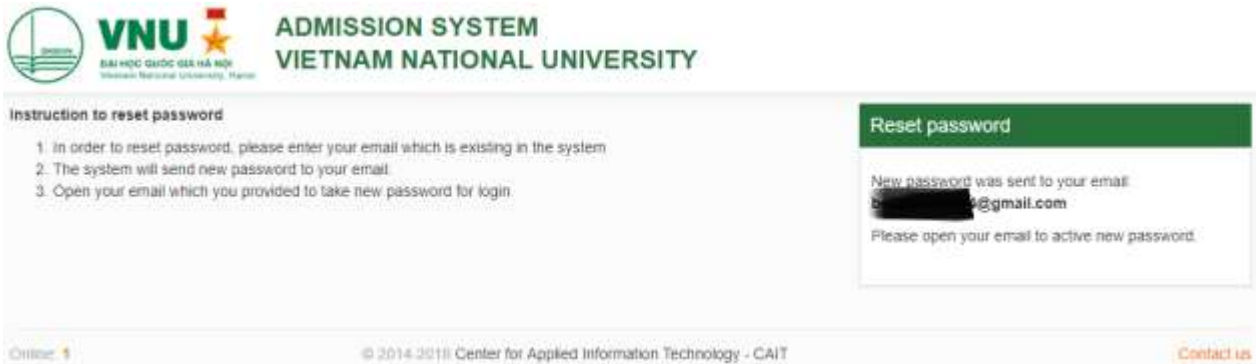 VNU
ĐẠI HỌC QUỐC GIA HÀ NỘI
Vietnam National University, Hanoi
ADMISSION SYSTEM
VIETNAM NATIONAL UNIVERSITY
Instruction to reset password
1. In order to reset password, please enter your email which is existing in the system
2. The system will send new password to your email.
3. Open your email which you provided to take new password for login
Reset password
New password was sent to your email:
@gmail.com
Please open your email to active new password.
Online: 1
© 2014-2018 Center for Applied Information Technology - CAIT
Contact us